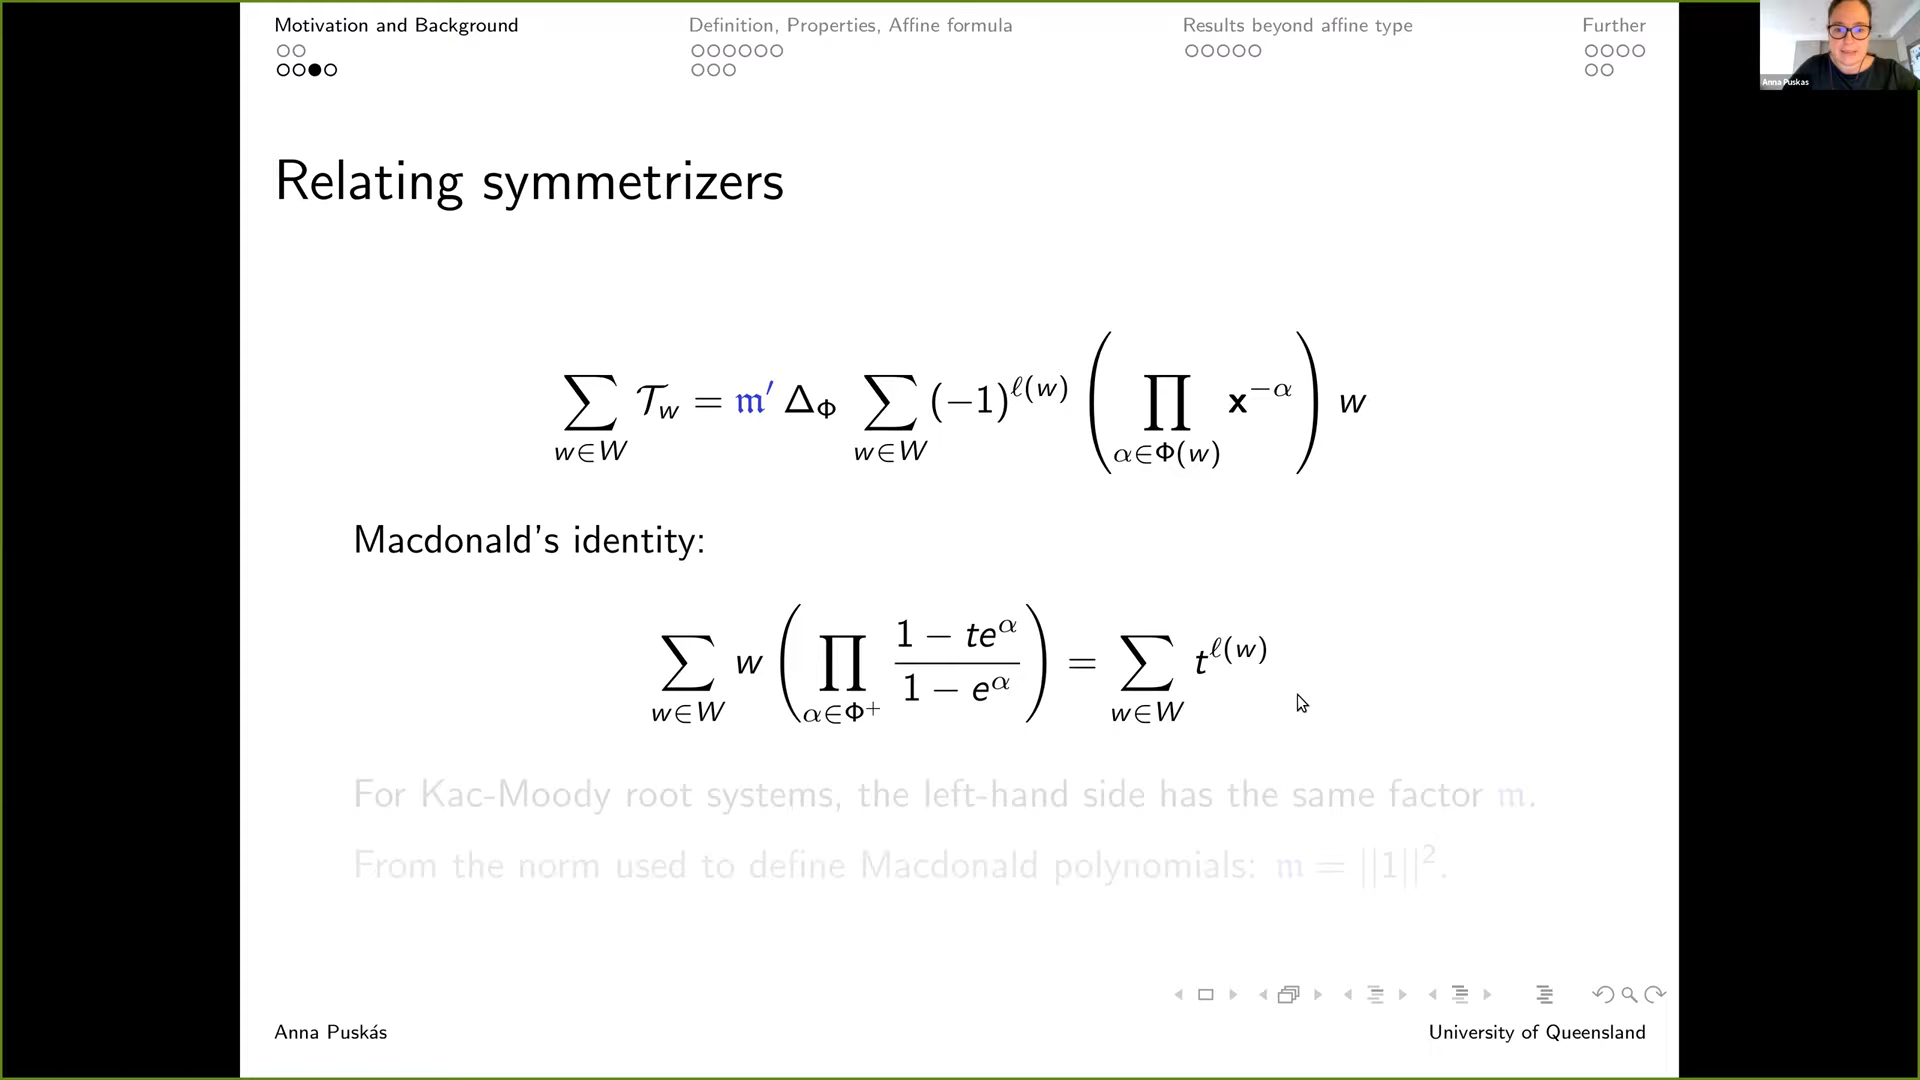 Motivation and Background
Definition, Properties, Affine formula
Results beyond affine type
Further
Anna Puskas
Relating symmetrizers
∑_{w∈W} 𝒯_w = 𝔪′ Δ_Φ ∑_{w∈W} (−1)^{ℓ(w)} ( ∏_{α∈Φ(w)} x^{−α} ) w
Macdonald's identity:
∑_{w∈W} w ( ∏_{α∈Φ⁺} (1 − te^α)/(1 − e^α) ) = ∑_{w∈W} t^{ℓ(w)}
For Kac-Moody root systems, the left-hand side has the same factor 𝔪.
From the norm used to define Macdonald polynomials: 𝔪 = ||1||².
Anna Puskás
University of Queensland